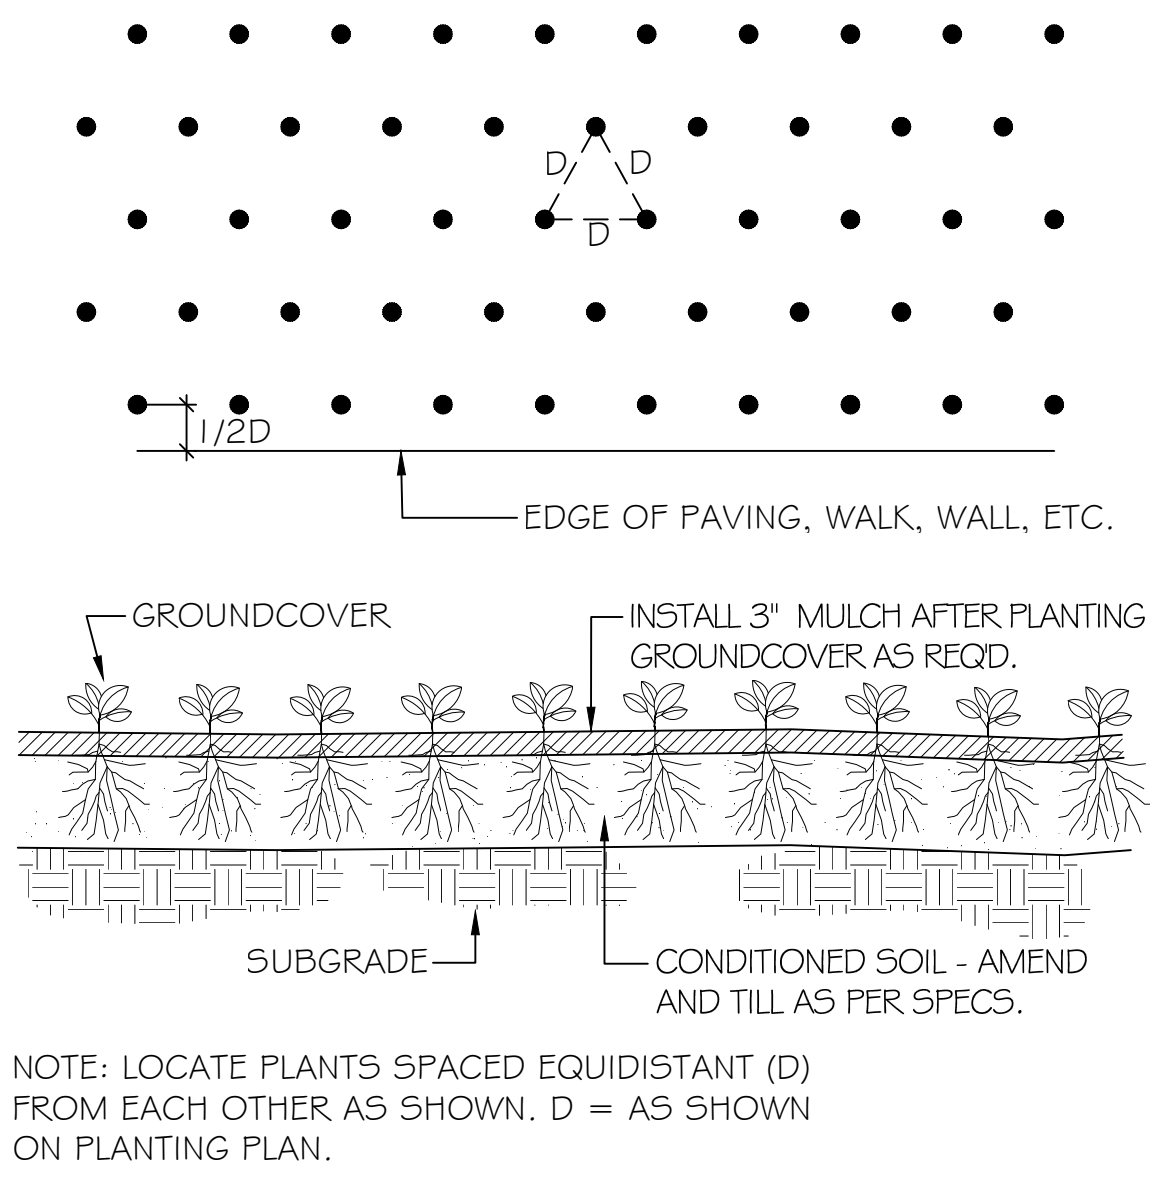 D D
D
1/2D
EDGE OF PAVING, WALK, WALL, ETC.
GROUNDCOVER
INSTALL 3" MULCH AFTER PLANTING
GROUNDCOVER AS REQ'D.
SUBGRADE
CONDITIONED SOIL - AMEND
AND TILL AS PER SPECS.
NOTE: LOCATE PLANTS SPACED EQUIDISTANT (D)
FROM EACH OTHER AS SHOWN. D = AS SHOWN
ON PLANTING PLAN.